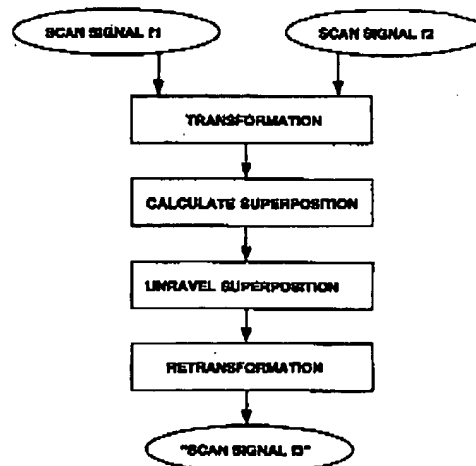 SCAN SIGNAL f1
SCAN SIGNAL f2
TRANSFORMATION
CALCULATE SUPERPOSITION
UNRAVEL SUPERPOSITION
RETRANSFORMATION
"SCAN SIGNAL f3"